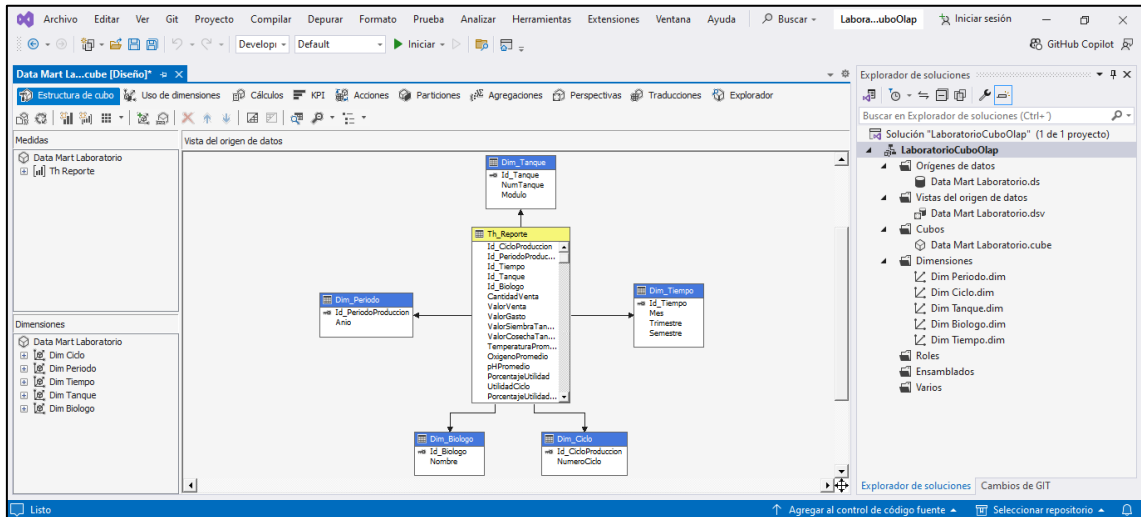 Archivo Editar Ver Git Proyecto Compilar Depurar Formato Prueba Analizar Herramientas Extensiones Ventana Ayuda Buscar Labora...uboOlap Iniciar sesión
Developi Default Iniciar GitHub Copilot
Data Mart La...cube [Diseño]*
Estructura de cubo Uso de dimensiones Cálculos KPI Acciones Particiones Agregaciones Perspectivas Traducciones Explorador
Medidas
Data Mart Laboratorio
Th Reporte
Dimensiones
Data Mart Laboratorio
Dim Ciclo
Dim Periodo
Dim Tiempo
Dim Tanque
Dim Biologo
Vista del origen de datos
Dim_Tanque
Id_Tanque
NumTanque
Modulo
Th_Reporte
Id_CicloProduccion
Id_PeriodoProduc...
Id_Tiempo
Id_Tanque
Id_Biologo
CantidadVenta
ValorVenta
ValorGasto
ValorSiembraTan...
ValorCosechaTan...
TemperaturaProm...
OxigenoPromedio
pHPromedio
PorcentajeUtilidad
UtilidadCiclo
PorcentajeUtilidad...
Dim_Periodo
Id_PeriodoProduccion
Anio
Dim_Tiempo
Id_Tiempo
Mes
Trimestre
Semestre
Dim_Biologo
Id_Biologo
Nombre
Dim_Ciclo
Id_CicloProduccion
NumeroCiclo
Explorador de soluciones
Buscar en Explorador de soluciones (Ctrl+´)
Solución "LaboratorioCuboOlap" (1 de 1 proyecto)
LaboratorioCuboOlap
Orígenes de datos
Data Mart Laboratorio.ds
Vistas del origen de datos
Data Mart Laboratorio.dsv
Cubos
Data Mart Laboratorio.cube
Dimensiones
Dim Periodo.dim
Dim Ciclo.dim
Dim Tanque.dim
Dim Biologo.dim
Dim Tiempo.dim
Roles
Ensamblados
Varios
Explorador de soluciones Cambios de GIT
Listo Agregar al control de código fuente Seleccionar repositorio